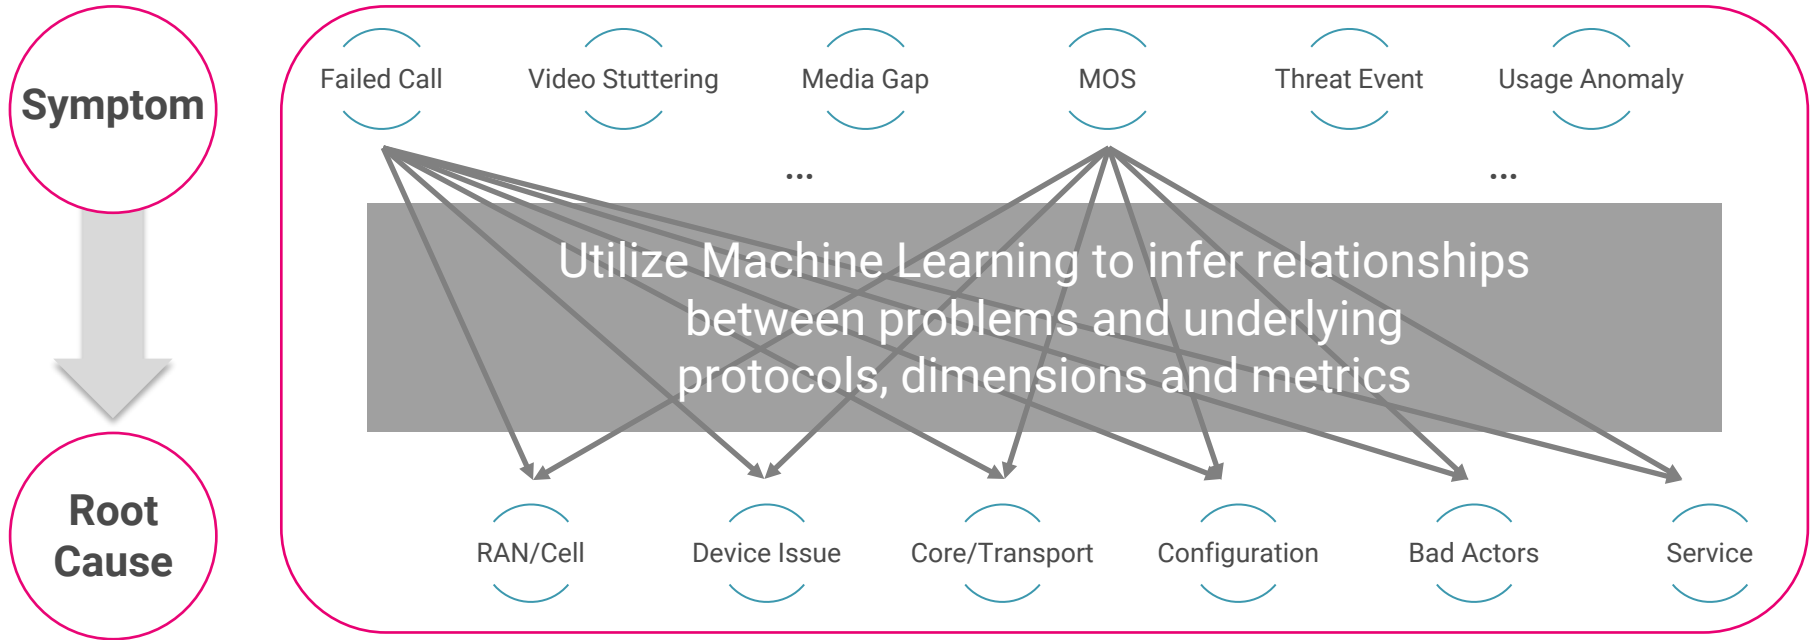 Symptom
Failed Call
Video Stuttering
Media Gap
MOS
Threat Event
Usage Anomaly
...
...
Utilize Machine Learning to infer relationships
between problems and underlying
protocols, dimensions and metrics
Root
Cause
RAN/Cell
Device Issue
Core/Transport
Configuration
Bad Actors
Service